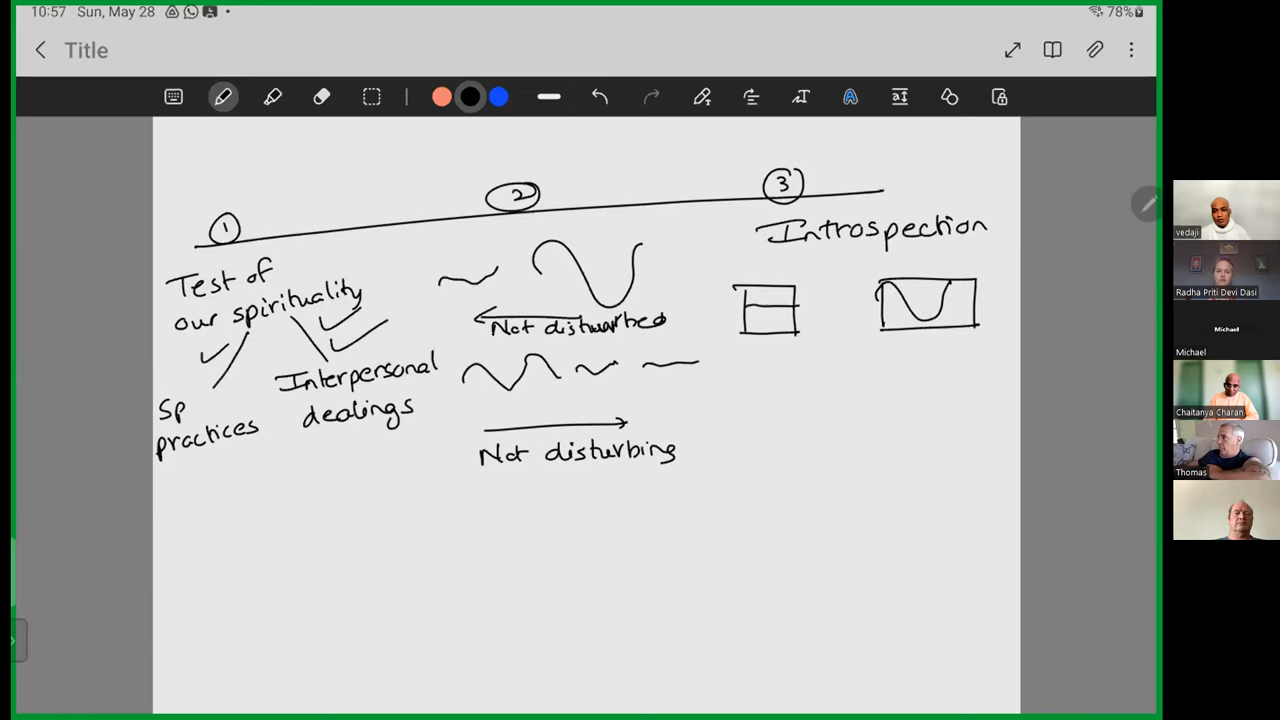 10:57 Sun, May 28
78%
Title
1
2
3
Test of
our spirituality
Sp
practices
Interpersonal
dealings
Not disturbed
Not disturbing
Introspection
vedaji
Radha Priti Devi Dasi
Michael
Michael
Chaitanya Charan
Thomas